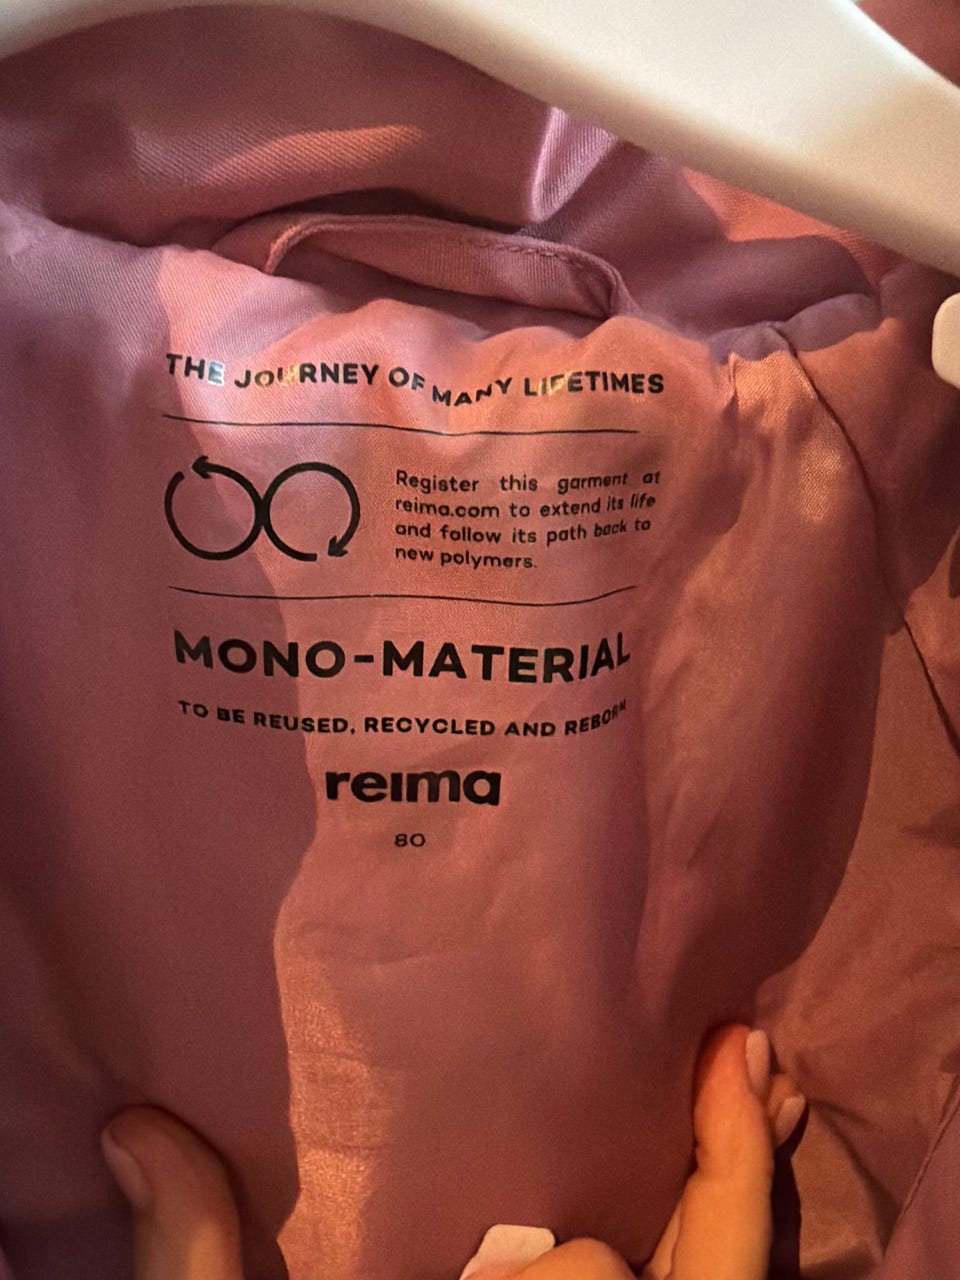 THE JOURNEY OF MANY LIFETIMES
Register this garment at
reima.com to extend its life
and follow its path back to
new polymers.
MONO-MATERIAL
TO BE REUSED, RECYCLED AND REBORN
reima
80